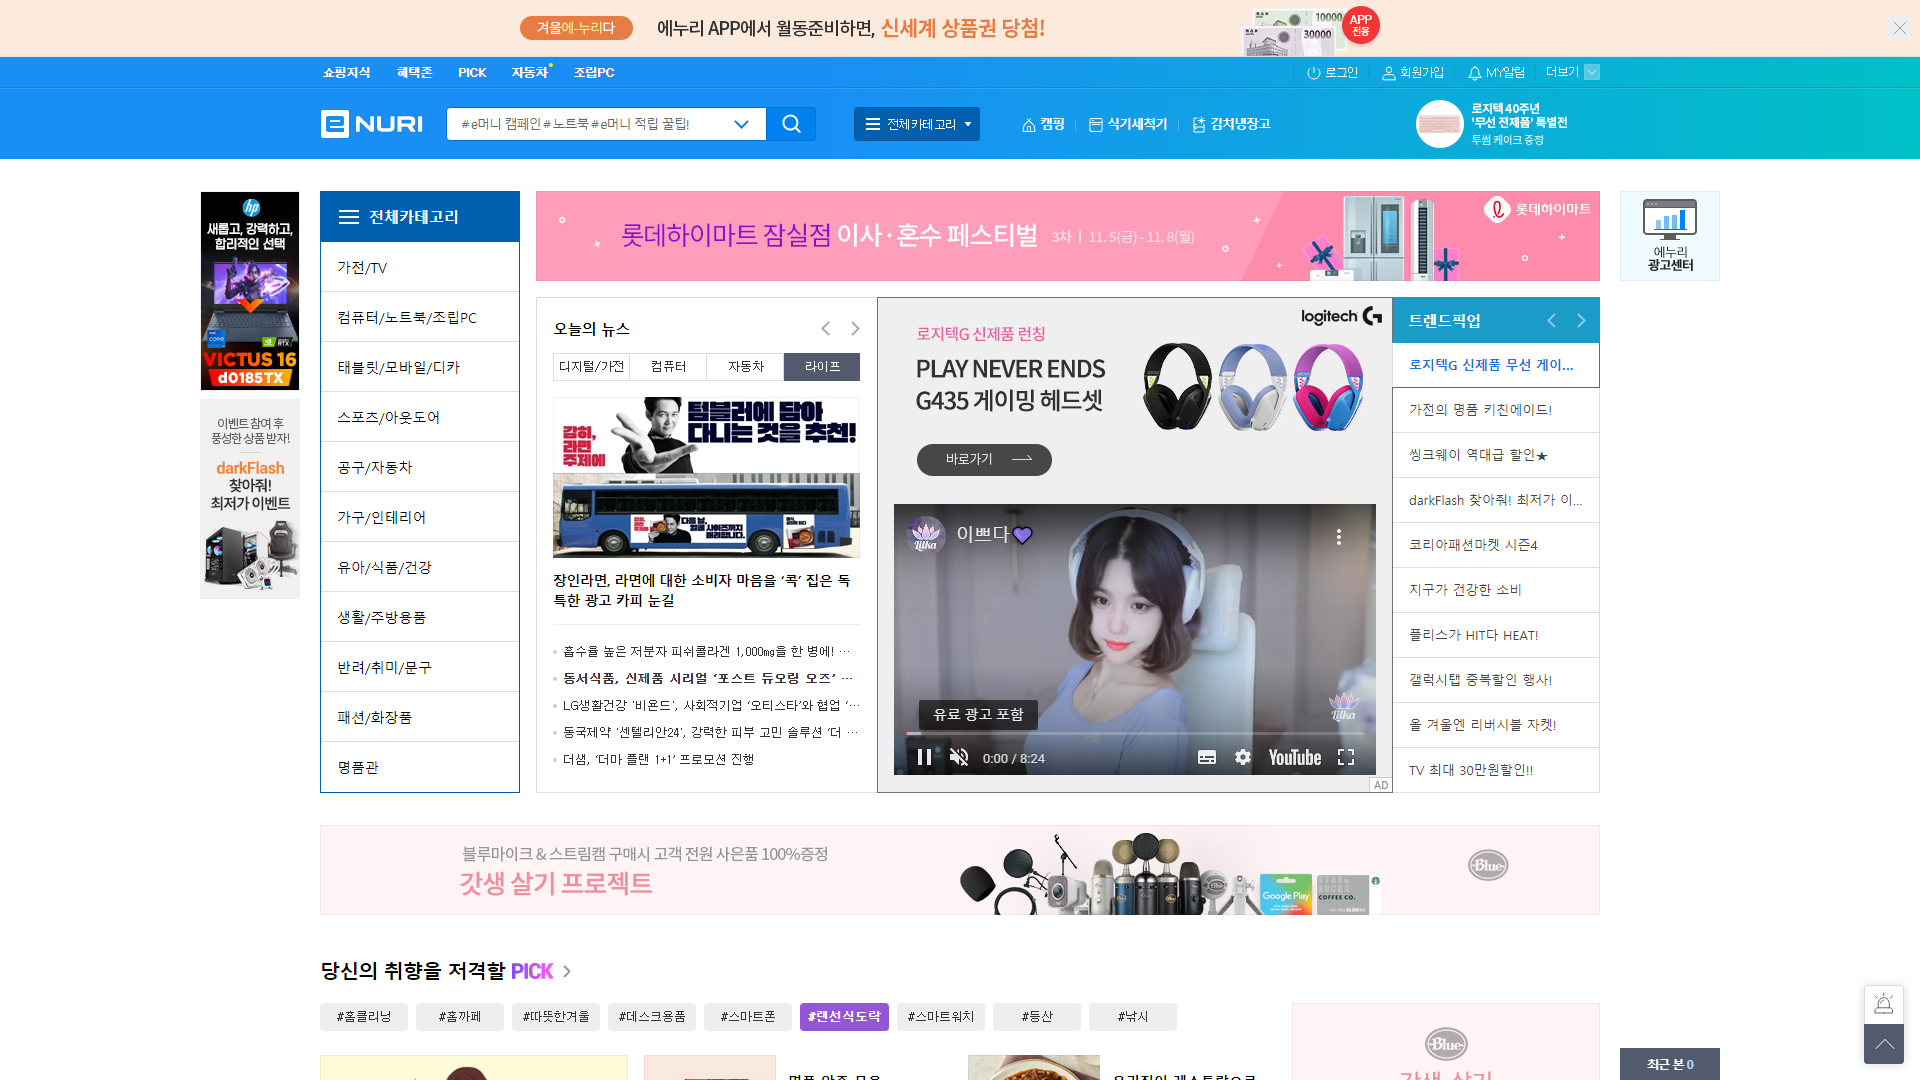 겨울에 누리다
에누리 APP에서 월동준비하면, 신세계 상품권 당첨!
10000
30000
APP
전용
쇼핑지식
혜택존
PICK
자동차
조립PC
로그인
회원가입
MY알림
더보기
NURI
#e머니 캠페인#노트북#e머니 적립 꿀팁!
전체카테고리
캠핑
식기세척기
김치냉장고
로지텍 40주년
'무선 전제품' 특별전
투썸 케이크 증정
hp
새롭고, 강력하고,
합리적인 선택
CORE
RTX
VICTUS 16
d0185TX
이벤트 참여 후
풍성한 상품 받자!
darkFlash
찾아줘!
최저가 이벤트
전체카테고리
가전/TV
컴퓨터/노트북/조립PC
태블릿/모바일/디카
스포츠/아웃도어
공구/자동차
가구/인테리어
유아/식품/건강
생활/주방용품
반려/취미/문구
패션/화장품
명품관
롯데하이마트 잠실점 이사·혼수 페스티벌
3차 ㅣ 11. 5(금) - 11. 8(월)
롯데하이마트
에누리
광고센터
오늘의 뉴스
디지털/가전
컴퓨터
자동차
라이프
텀블러에 담아
다니는 것을 추천!
감히,
라면
주제에
장인라면, 라면에 대한 소비자 마음을 ‘콕’ 집은 독
특한 광고 카피 눈길
흡수율 높은 저분자 피쉬콜라겐 1,000㎎을 한 병에! …
동서식품, 신제품 시리얼 ‘포스트 듀오링 오즈’ …
LG생활건강 '비욘드', 사회적기업 ‘오티스타’와 협업 ‘…
동국제약 '센텔리안24', 강력한 피부 고민 솔루션 ‘더 …
더샘, ‘더마 플랜 1+1’ 프로모션 진행
logitech G
로지텍G 신제품 런칭
PLAY NEVER ENDS
G435 게이밍 헤드셋
바로가기
Lilka
이쁘다💜
유료 광고 포함
Lilka
0:00 / 8:24
YouTube
AD
트렌드픽업
로지텍G 신제품 무선 게이...
가전의 명품 키친에이드!
씽크웨이 역대급 할인★
darkFlash 찾아줘! 최저가 이...
코리아패션마켓 시즌4
지구가 건강한 소비
플리스가 HIT다 HEAT!
갤럭시탭 중복할인 행사!
올 겨울엔 리버시블 자켓!
TV 최대 30만원할인!!
블루마이크 & 스트림캠 구매시 고객 전원 사은품 100%증정
갓생 살기 프로젝트
Google Play
COFFEE CO.
Blue
당신의 취향을 저격할 PICK
#홈클리닝
#홈카페
#따뜻한겨울
#데스크용품
#스마트폰
#랜선식도락
#스마트워치
#등산
#낚시
Blue
갓생 살기
최근 본 0